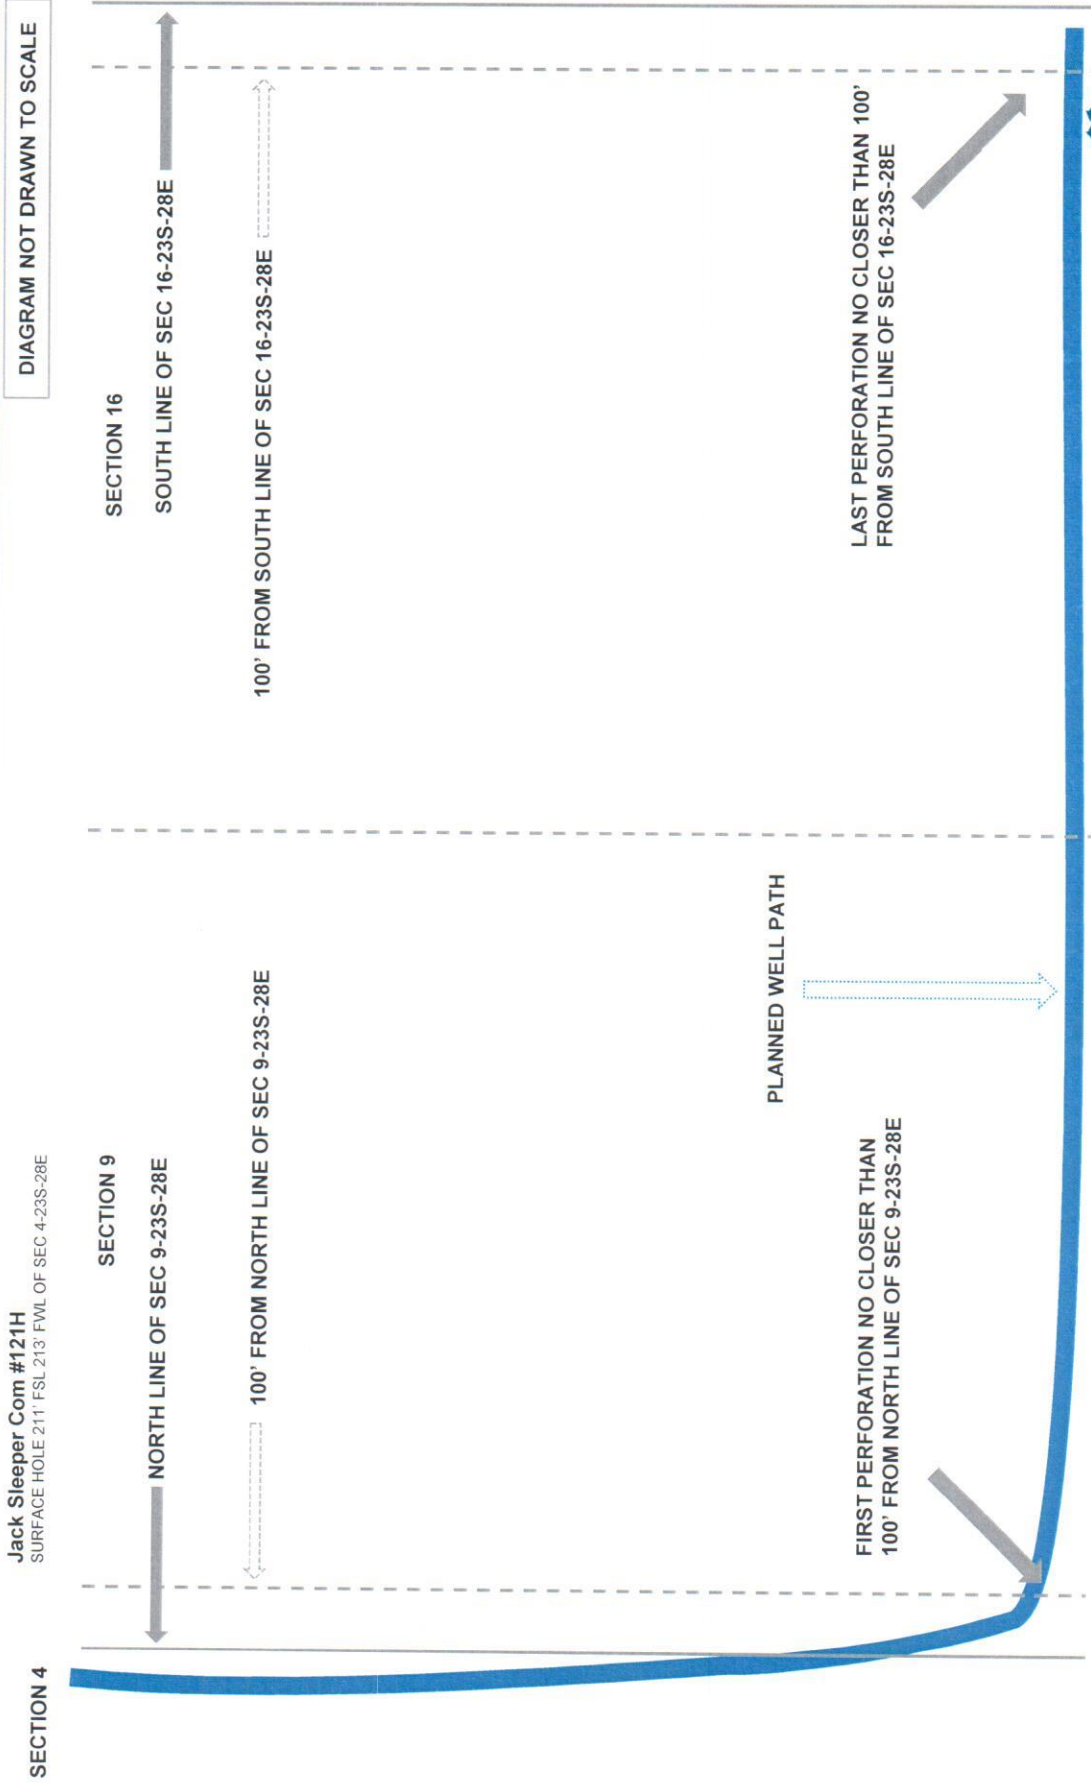 DIAGRAM NOT DRAWN TO SCALE
Jack Sleeper Com #121H
SURFACE HOLE 211' FSL 213' FWL OF SEC 4-23S-28E
SECTION 4
SECTION 9
SECTION 16
NORTH LINE OF SEC 9-23S-28E
SOUTH LINE OF SEC 16-23S-28E
100' FROM NORTH LINE OF SEC 9-23S-28E
100' FROM SOUTH LINE OF SEC 16-23S-28E
PLANNED WELL PATH
FIRST PERFORATION NO CLOSER THAN
100' FROM NORTH LINE OF SEC 9-23S-28E
LAST PERFORATION NO CLOSER THAN 100'
FROM SOUTH LINE OF SEC 16-23S-28E